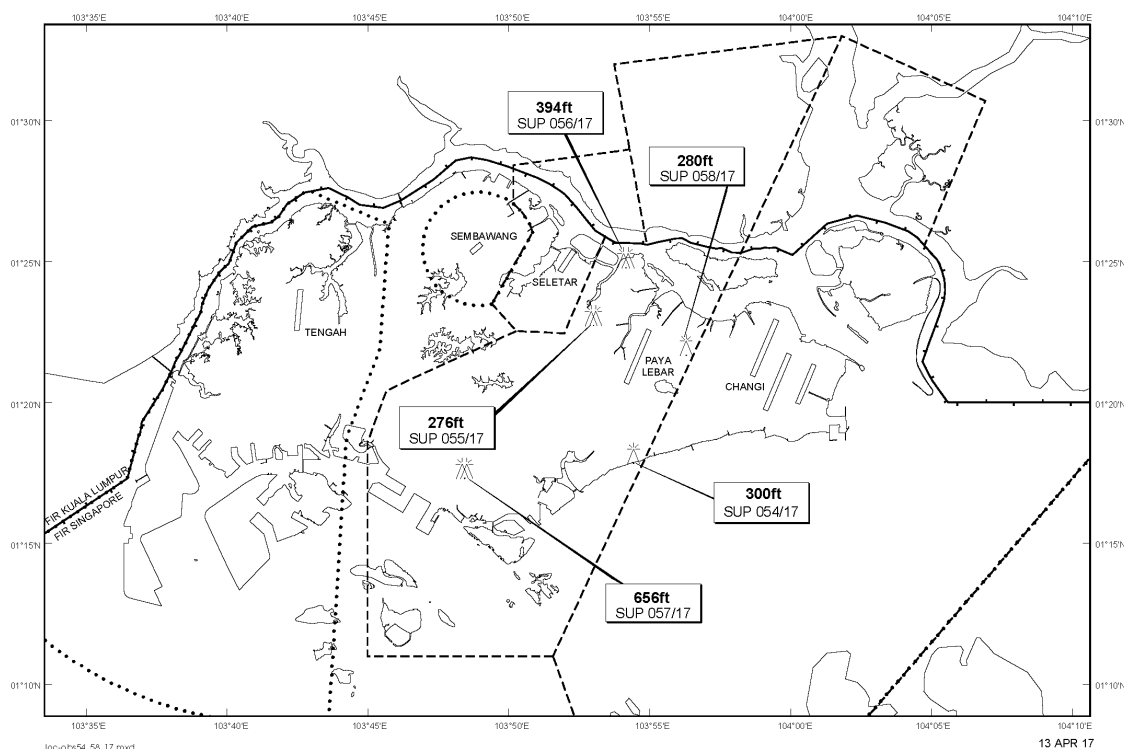 103°35'E
103°40'E
103°45'E
103°50'E
103°55'E
104°00'E
104°05'E
104°10'E
01°30'N
01°30'N
394ft
SUP 056/17
280ft
SUP 058/17
SEMBAWANG
01°25'N
01°25'N
SELETAR
TENGAH
PAYA
LEBAR
CHANGI
01°20'N
01°20'N
276ft
SUP 055/17
FIR KUALA LUMPUR
FIR SINGAPORE
300ft
SUP 054/17
01°15'N
01°15'N
656ft
SUP 057/17
01°10'N
01°10'N
103°35'E
103°40'E
103°45'E
103°50'E
103°55'E
104°00'E
104°05'E
104°10'E
loc-obs54_58_17.mxd
13 APR 17